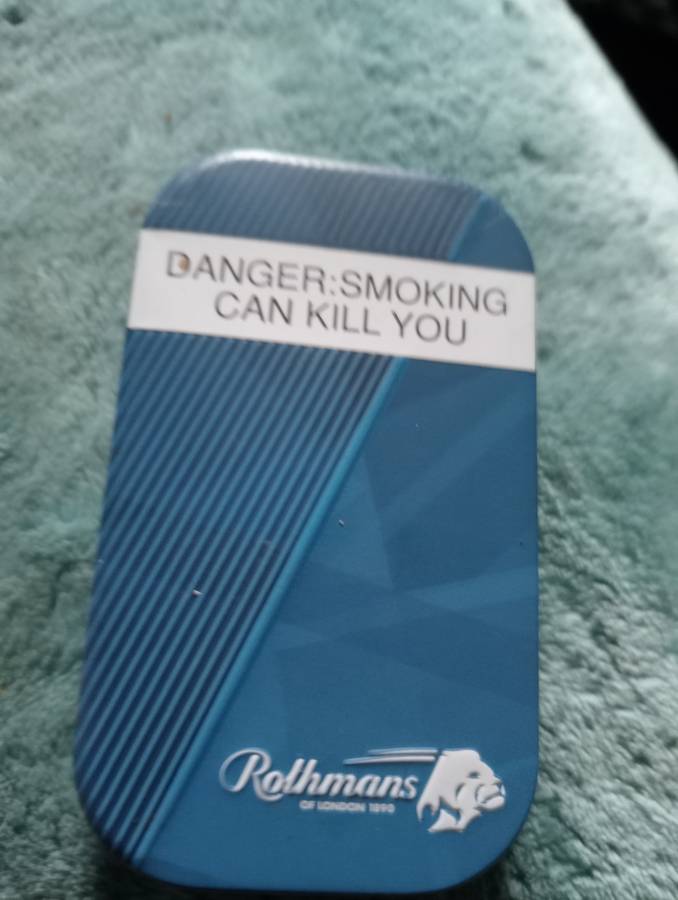 DANGER:SMOKING
CAN KILL YOU
Rothmans
OF LONDON 1890